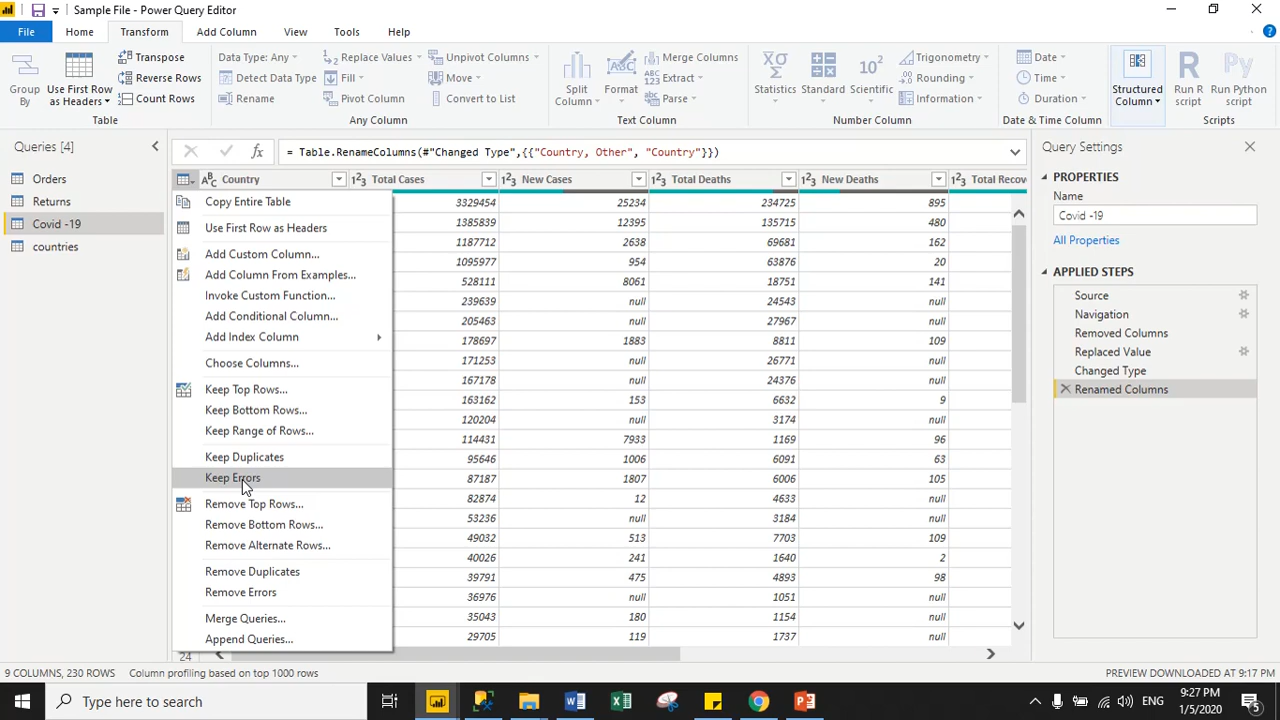 Sample File - Power Query Editor
File Home Transform Add Column View Tools Help
Group By
Use First Row as Headers
Transpose
Reverse Rows
Count Rows
Table
Data Type: Any
Detect Data Type
Rename
Replace Values
Fill
Pivot Column
Unpivot Columns
Move
Convert to List
Any Column
Split Column
Format
Merge Columns
Extract
Parse
Text Column
Statistics
Standard
Scientific
Trigonometry
Rounding
Information
Number Column
Date
Time
Duration
Date & Time Column
Structured Column
Run R script
Run Python script
Scripts
Queries [4]
Orders
Returns
Covid -19
countries
= Table.RenameColumns(#"Changed Type",{{"Country, Other", "Country"}})
Country Total Cases New Cases Total Deaths New Deaths Total Reco
3329454 25234 234725 895
1385839 12395 135715 480
1187712 2638 69681 162
1095977 954 63876 20
528111 8061 18751 141
239639 null 24543 null
205463 null 27967 null
178697 1883 8811 109
171253 null 26771 null
167178 null 24376 null
163162 153 6632 9
120204 null 3174 null
114431 7933 1169 96
95646 1006 6091 63
87187 1807 6006 105
82874 12 4633 null
53236 null 3184 null
49032 513 7703 109
40026 241 1640 2
39791 475 4893 98
36976 null 1051 null
35043 180 1154 null
29705 119 1737 null
24
Copy Entire Table
Use First Row as Headers
Add Custom Column...
Add Column From Examples...
Invoke Custom Function...
Add Conditional Column...
Add Index Column
Choose Columns...
Keep Top Rows...
Keep Bottom Rows...
Keep Range of Rows...
Keep Duplicates
Keep Errors
Remove Top Rows...
Remove Bottom Rows...
Remove Alternate Rows...
Remove Duplicates
Remove Errors
Merge Queries...
Append Queries...
Query Settings
PROPERTIES
Name
Covid -19
All Properties
APPLIED STEPS
Source
Navigation
Removed Columns
Replaced Value
Changed Type
Renamed Columns
9 COLUMNS, 230 ROWS Column profiling based on top 1000 rows
PREVIEW DOWNLOADED AT 9:17 PM
Type here to search
ENG
9:27 PM
1/5/2020
5